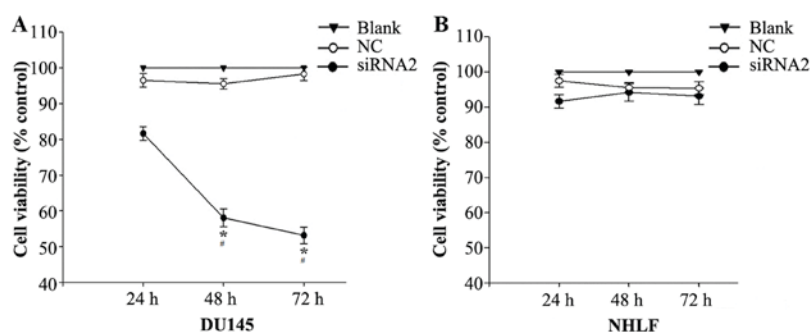 A
Blank
NC
siRNA2
Cell viability (% control)
110
100
90
80
70
60
50
40
*
#
*
#
24 h 48 h 72 h
DU145
B
Blank
NC
siRNA2
Cell viability (% control)
110
100
90
80
70
60
50
40
24 h 48 h 72 h
NHLF